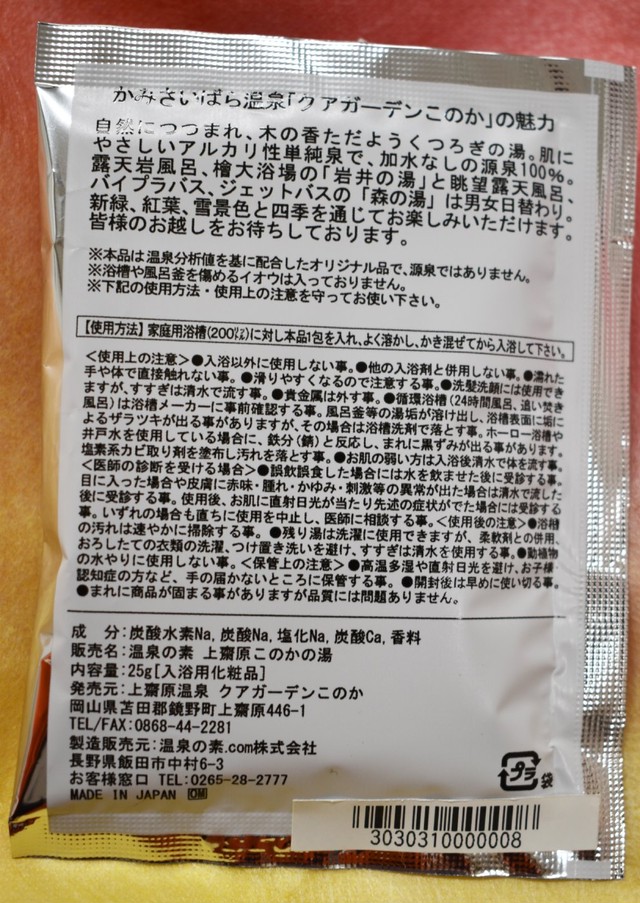 かみさいばら温泉「クアガーデンこのか」の魅力
自然につつまれ、木の香ただようくつろぎの湯。肌に
やさしいアルカリ性単純泉で、加水なしの源泉100%。
露天岩風呂、檜大浴場の「岩井の湯」と眺望露天風呂、
バイブラバス、ジェットバスの「森の湯」は男女日替わり。
新緑、紅葉、雪景色と四季を通じてお楽しみいただけます。
皆様のお越しをお待ちしております。
※本品は温泉分析値を基に配合したオリジナル品で、源泉ではありません。
※浴槽や風呂釜を傷めるイオウは入っておりません。
※下記の使用方法・使用上の注意を守ってお使い下さい。
【使用方法】家庭用浴槽(200㍑)に対し本品1包を入れ、よく溶かし、かき混ぜてから入浴して下さい。
<使用上の注意>●入浴以外に使用しない事。●他の入浴剤と併用しない事。●濡れた
手や体で直接触れない事。●滑りやすくなるので注意する事。●洗髪洗顔には使用でき
ますが、すすぎは清水で流す事。●貴金属は外す事。●循環浴槽(24時間風呂、追い焚き
風呂)は浴槽メーカーに事前確認する事。風呂釜等の湯垢が溶け出し、浴槽表面に垢に
よるザラツキが出る事がありますが、その場合は浴槽洗剤で落とす事。ホーロー浴槽や
井戸水を使用している場合に、鉄分(錆)と反応し、まれに黒ずみが出る事があります。
塩素系カビ取り剤を塗布し汚れを落とす事。●お肌の弱い方は入浴後清水で体を流す事。
<医師の診断を受ける場合>●誤飲誤食した場合には水を飲ませた後に受診する事。
目に入った場合や皮膚に赤味・腫れ・かゆみ・刺激等の異常が出た場合は清水で流した
後に受診する事。使用後、お肌に直射日光が当たり先述の症状がでた場合には受診する
事。いずれの場合も直ちに使用を中止し、医師に相談する事。<使用後の注意>●浴槽
の汚れは速やかに掃除する事。●残り湯は洗濯に使用できますが、柔軟剤との併用、
おろしたての衣類の洗濯、つけ置き洗いを避け、すすぎは清水を使用する事。●動植物
の水やりに使用しない事。<保管上の注意>●高温多湿や直射日光を避け、お子様
認知症の方など、手の届かないところに保管する事。●開封後は早めに使い切る事。
●まれに商品が固まる事がありますが品質には問題ありません。
成　分:炭酸水素Na,炭酸Na,塩化Na,炭酸Ca,香料
販売名:温泉の素 上齋原このかの湯
内容量:25g[入浴用化粧品]
発売元:上齋原温泉 クアガーデンこのか
岡山県苫田郡鏡野町上齋原446-1
TEL/FAX:0868-44-2281
製造販売元:温泉の素.com株式会社
長野県飯田市中村6-3
お客様窓口 TEL:0265-28-2777
MADE IN JAPAN OM
プラ
袋
3030310000008